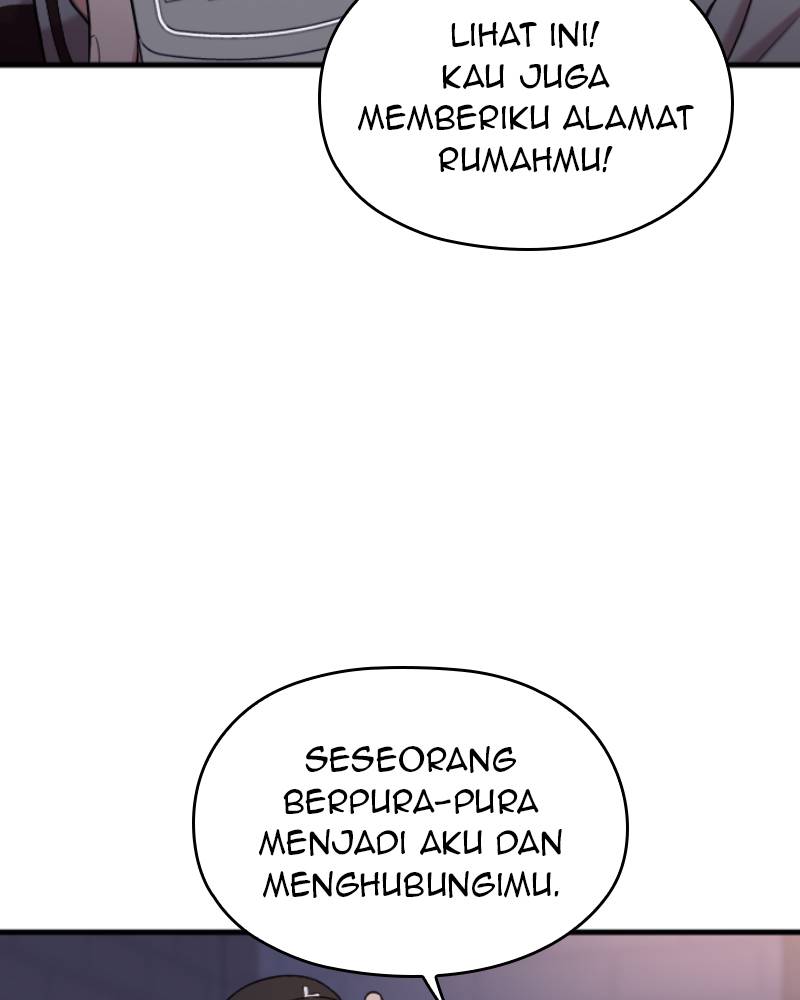 LIHAT INI!
KAU JUGA
MEMBERIKU ALAMAT
RUMAHMU!
SESEORANG
BERPURA-PURA
MENJADI AKU DAN
MENGHUBUNGIMU.